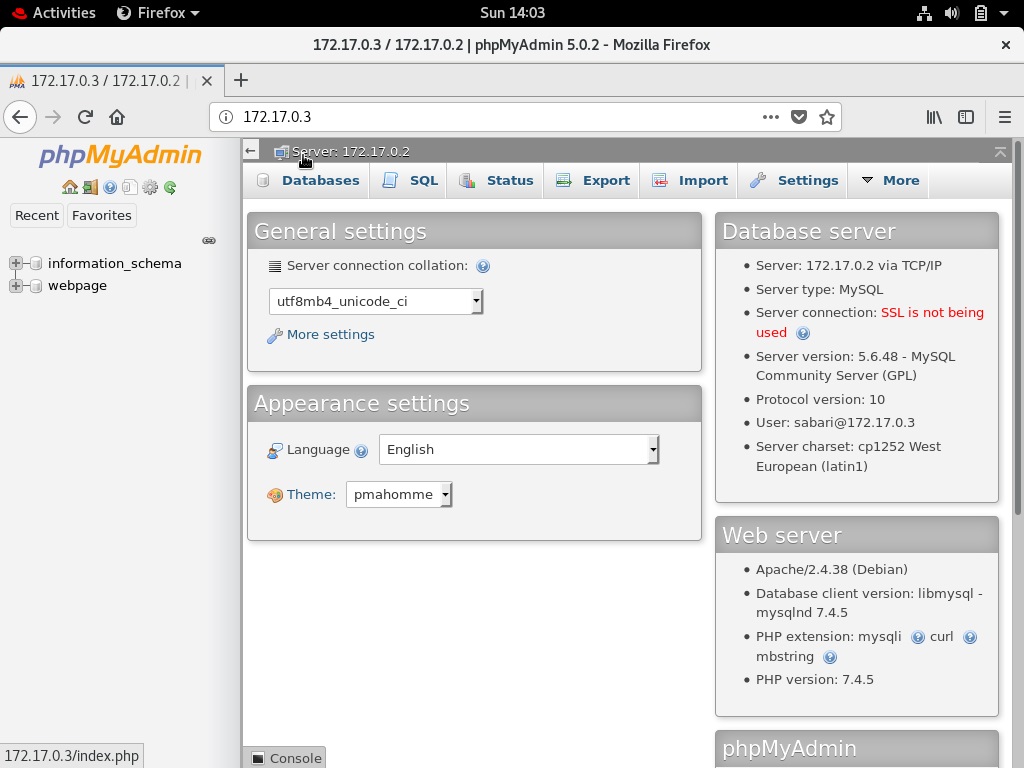 Activities
Firefox
Sun 14:03
172.17.0.3 / 172.17.0.2 | phpMyAdmin 5.0.2 - Mozilla Firefox
172.17.0.3 / 172.17.0.2 |
172.17.0.3
phpMyAdmin
Recent
Favorites
information_schema
webpage
Server: 172.17.0.2
Databases
SQL
Status
Export
Import
Settings
More
General settings
Server connection collation:
utf8mb4_unicode_ci
More settings
Appearance settings
Language
English
Theme:
pmahomme
Database server
Server: 172.17.0.2 via TCP/IP
Server type: MySQL
Server connection: SSL is not being
used
Server version: 5.6.48 - MySQL
Community Server (GPL)
Protocol version: 10
User: sabari@172.17.0.3
Server charset: cp1252 West
European (latin1)
Web server
Apache/2.4.38 (Debian)
Database client version: libmysql -
mysqlnd 7.4.5
PHP extension: mysqli curl
mbstring
PHP version: 7.4.5
phpMyAdmin
172.17.0.3/index.php
Console